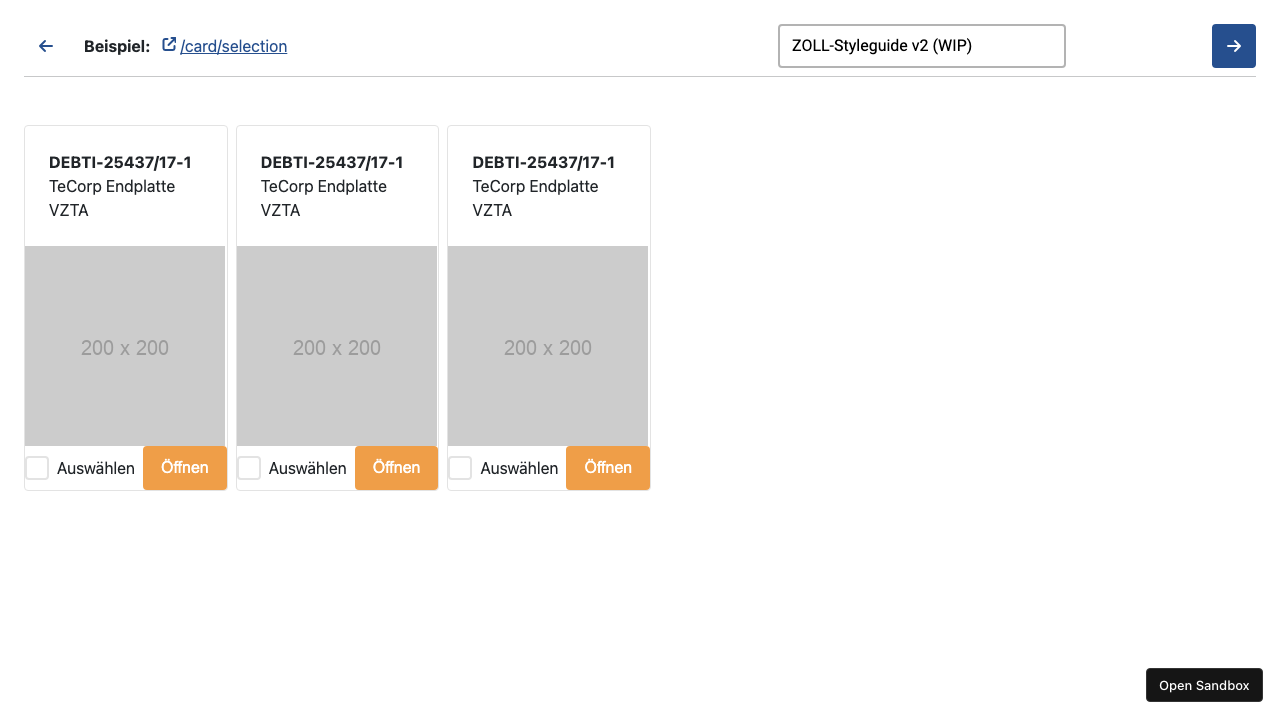 Beispiel: /card/selection
ZOLL-Styleguide v2 (WIP)
DEBTI-25437/17-1
TeCorp Endplatte
VZTA
200 x 200
Auswählen
Öffnen
DEBTI-25437/17-1
TeCorp Endplatte
VZTA
200 x 200
Auswählen
Öffnen
DEBTI-25437/17-1
TeCorp Endplatte
VZTA
200 x 200
Auswählen
Öffnen
Open Sandbox